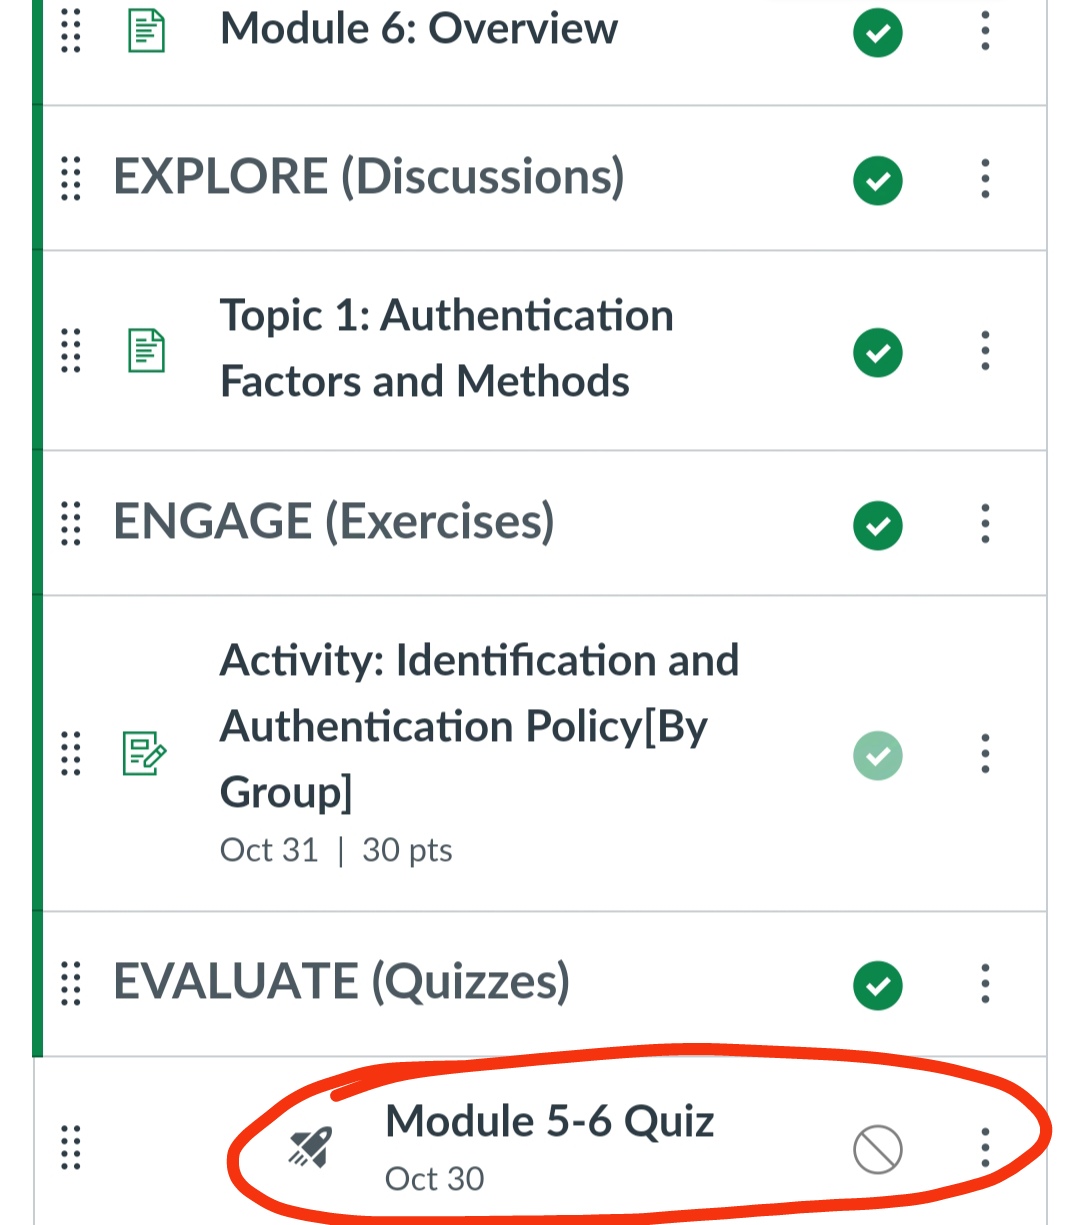 Module 6: Overview
EXPLORE (Discussions)
Topic 1: Authentication
Factors and Methods
ENGAGE (Exercises)
Activity: Identification and
Authentication Policy[By
Group]
Oct 31 | 30 pts
EVALUATE (Quizzes)
Module 5-6 Quiz
Oct 30